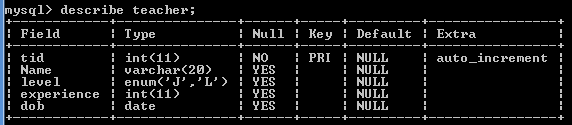 mysql> describe teacher;
+------------+---------------+------+-----+---------+----------------+
| Field      | Type          | Null | Key | Default | Extra          |
+------------+---------------+------+-----+---------+----------------+
| tid        | int(11)       | NO   | PRI | NULL    | auto_increment |
| Name       | varchar(20)   | YES  |     | NULL    |                |
| level      | enum('J','L') | YES  |     | NULL    |                |
| experience | int(11)       | YES  |     | NULL    |                |
| dob        | date          | YES  |     | NULL    |                |
+------------+---------------+------+-----+---------+----------------+